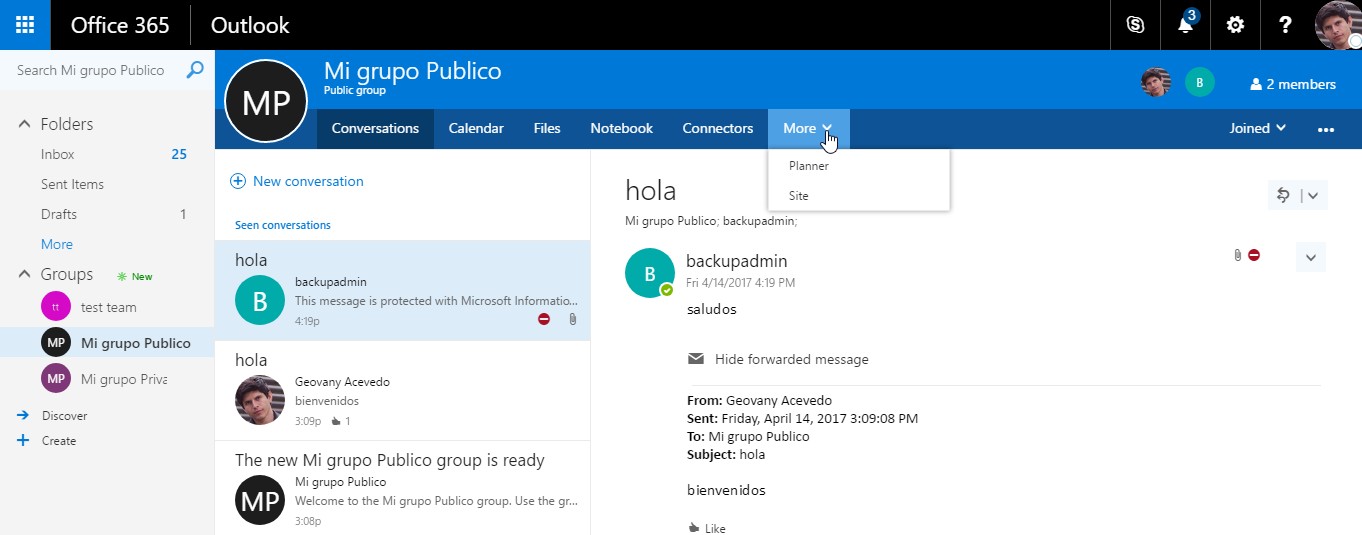 Office 365
Outlook
3
?
Search Mi grupo Publico
MP
Mi grupo Publico
Public group
B
2 members
Conversations
Calendar
Files
Notebook
Connectors
More
Joined
Planner
Site
Folders
Inbox 25
Sent Items
Drafts 1
More
Groups New
tt test team
MP Mi grupo Publico
MP Mi grupo Priva
Discover
Create
New conversation
Seen conversations
hola
B
backupadmin
This message is protected with Microsoft Informatio...
4:19p
hola
Geovany Acevedo
bienvenidos
3:09p 1
The new Mi grupo Publico group is ready
MP
Mi grupo Publico
Welcome to the Mi grupo Publico group. Use the gr...
3:08p
hola
Mi grupo Publico; backupadmin;
B
backupadmin
Fri 4/14/2017 4:19 PM
saludos
Hide forwarded message
From: Geovany Acevedo
Sent: Friday, April 14, 2017 3:09:08 PM
To: Mi grupo Publico
Subject: hola
bienvenidos
Like